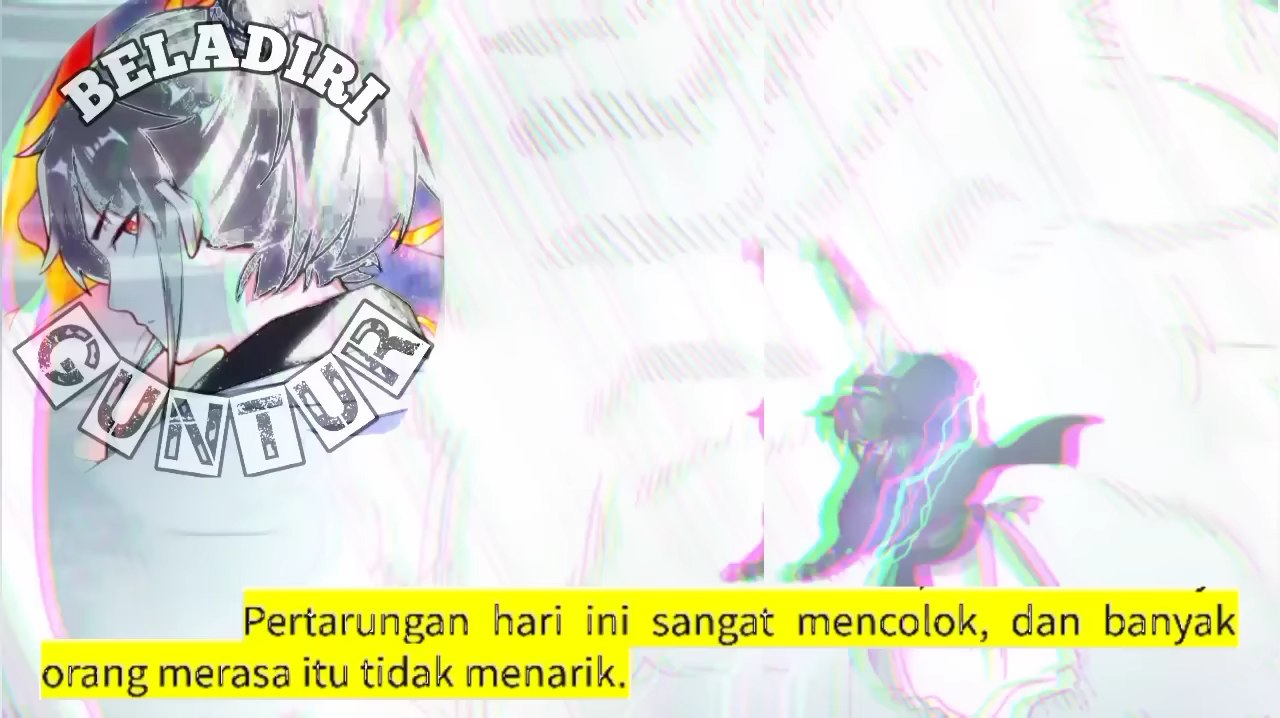 BELADIRI
GUNTUR
Pertarungan hari ini sangat mencolok, dan banyak
orang merasa itu tidak menarik.